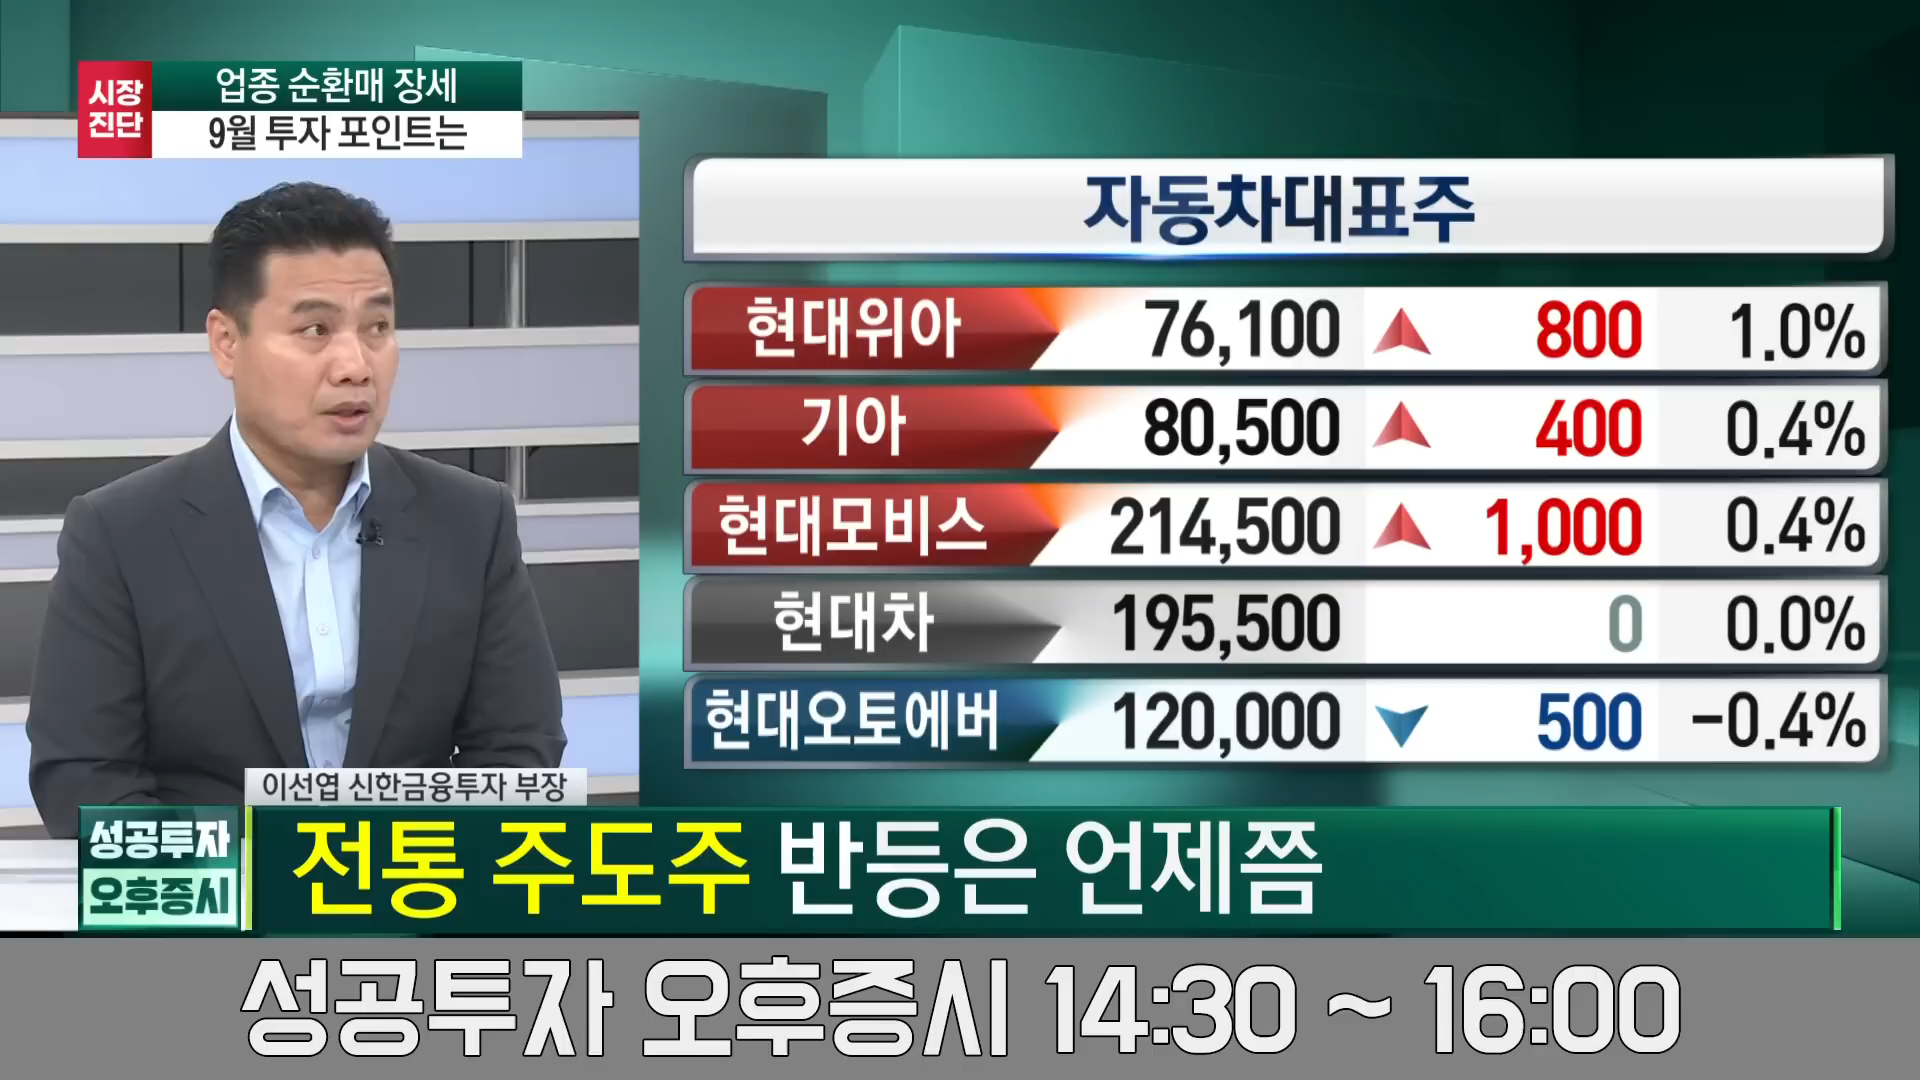 시장
진단
업종 순환매 장세
9월 투자 포인트는
자동차대표주
현대위아 76,100 ▲ 800 1.0%
기아 80,500 ▲ 400 0.4%
현대모비스 214,500 ▲ 1,000 0.4%
현대차 195,500 0 0.0%
현대오토에버 120,000 ▼ 500 -0.4%
이선엽 신한금융투자 부장
성공투자
오후증시
전통 주도주 반등은 언제쯤
성공투자 오후증시 14:30 ~ 16:00